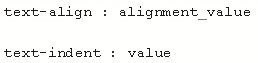 text-align : alignment_value
text-indent : value